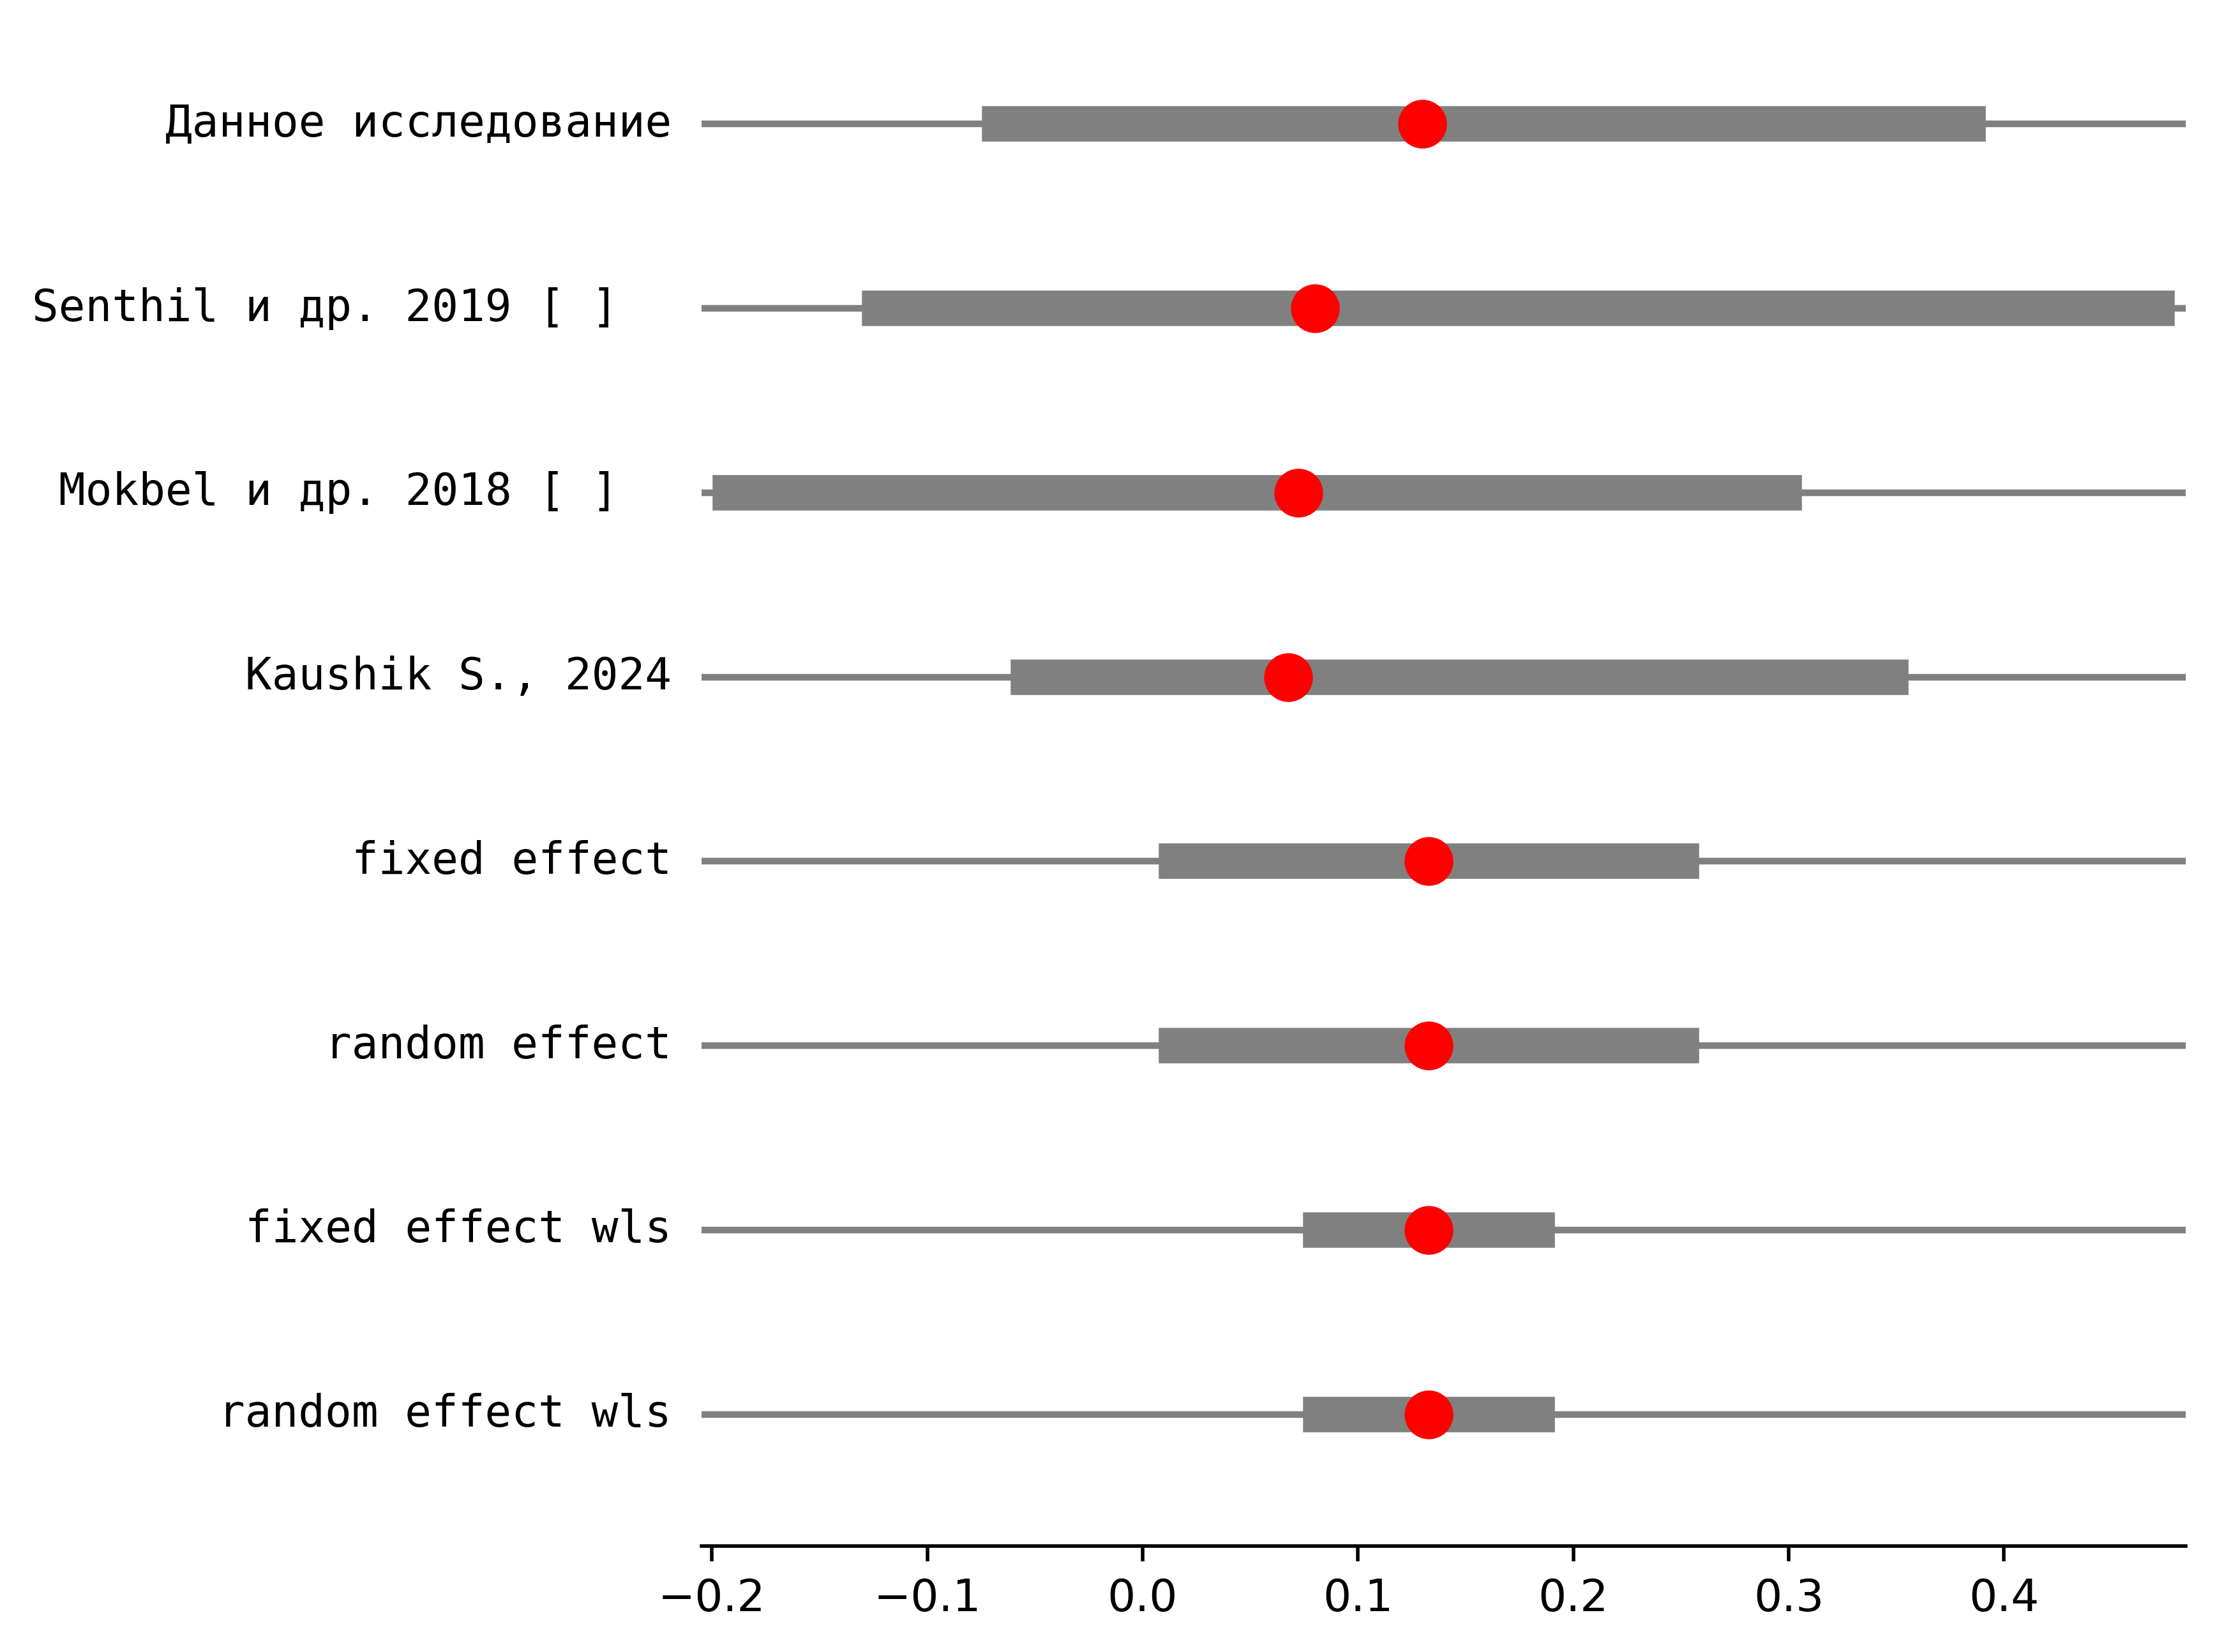 Данное исследование
Senthil и др. 2019 [ ]
Mokbel и др. 2018 [ ]
Kaushik S., 2024
fixed effect
random effect
fixed effect wls
random effect wls
−0.2 −0.1 0.0 0.1 0.2 0.3 0.4